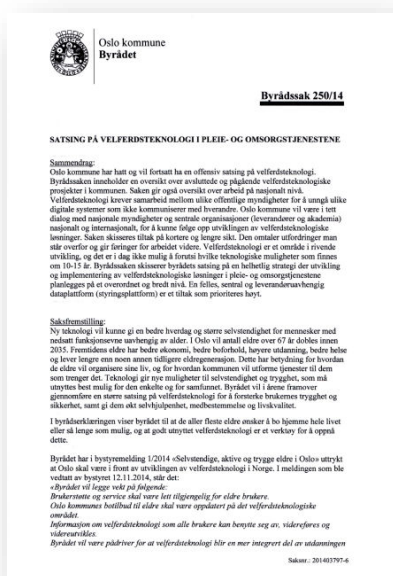 Oslo kommune
Byrådet
Byrådssak 250/14
SATSING PÅ VELFERDSTEKNOLOGI I PLEIE- OG OMSORGSTJENESTENE
Sammendrag:
Oslo kommune har hatt og vil fortsatt ha en offensiv satsing på velferdsteknologi.
Byrådssaken inneholder en oversikt over avsluttede og pågående velferdsteknologiske
prosjekter i kommunen. Saken gir også oversikt over arbeid på nasjonalt nivå.
Velferdsteknologi krever samarbeid mellom ulike offentlige myndigheter for å unngå ulike
digitale systemer som ikke kommuniserer med hverandre. Oslo kommune vil være i tett
dialog med nasjonale myndigheter og sentrale organisasjoner (leverandører og akademia)
nasjonalt og internasjonalt, for å kunne følge opp utviklingen av velferdsteknologiske
løsninger. Saken skisserer tiltak på kortere og lengre sikt. Den omtaler utfordringer man
står overfor og gir føringer for arbeidet videre. Velferdsteknologi er et område i rivende
utvikling, og det er i dag ikke mulig å forutsi hvilke teknologiske muligheter som finnes
om 10-15 år. Byrådssaken skisserer byrådets satsing på en helhetlig strategi der utvikling
og implementering av velferdsteknologiske løsninger i pleie- og omsorgstjenestene
planlegges på et overordnet og bredt nivå. En felles, sentral og leverandøruavhengig
dataplattform (styringsplattform) er et tiltak som prioriteres høyt.
Saksfremstilling:
Ny teknologi vil kunne gi en bedre hverdag og større selvstendighet for mennesker med
nedsatt funksjonsevne uavhengig av alder. I Oslo vil antall eldre over 67 år dobles innen
2035. Fremtidens eldre har bedre økonomi, bedre boforhold, høyere utdanning, bedre helse
og lever lengre enn noen annen tidligere eldregenerasjon. Dette har betydning for hvordan
de eldre vil organisere sine liv, og for hvordan kommunen vil utforme tjenester til dem
som trenger det. Teknologi gir nye muligheter til selvstendighet og trygghet, som må
utnyttes best mulig for den enkelte og for samfunnet. Byrådet vil i årene framover
gjennomføre en større satsing på velferdsteknologi for å forsterke brukernes trygghet og
sikkerhet, samt gi dem økt selvhjulpenhet, medbestemmelse og livskvalitet.
I byrådserklæringen viser byrådet til at de aller fleste eldre ønsker å bo hjemme hele livet
eller så lenge som mulig, og at godt utnyttet velferdsteknologi er et verktøy for å oppnå
dette.
Byrådet har i bystyremelding 1/2014 «Selvstendige, aktive og trygge eldre i Oslo» uttrykt
at Oslo skal være i front av utviklingen av velferdsteknologi i Norge. I meldingen som ble
vedtatt av bystyret 12.11.2014, står det
«Byrådet vil legge vekt på følgende:
Brukerstøtte og service skal være lett tilgjengelig for eldre brukere.
Oslo kommunes botilbud til eldre skal være oppdatert på det velferdsteknologiske
området.
Informasjon om velferdsteknologi som alle brukere kan benytte seg av, videreføres og
videreutvikles.
Byrådet vil være pådriver for at velferdsteknologi blir en mer integrert del av utdanningen
Saksnr.: 201403797-6